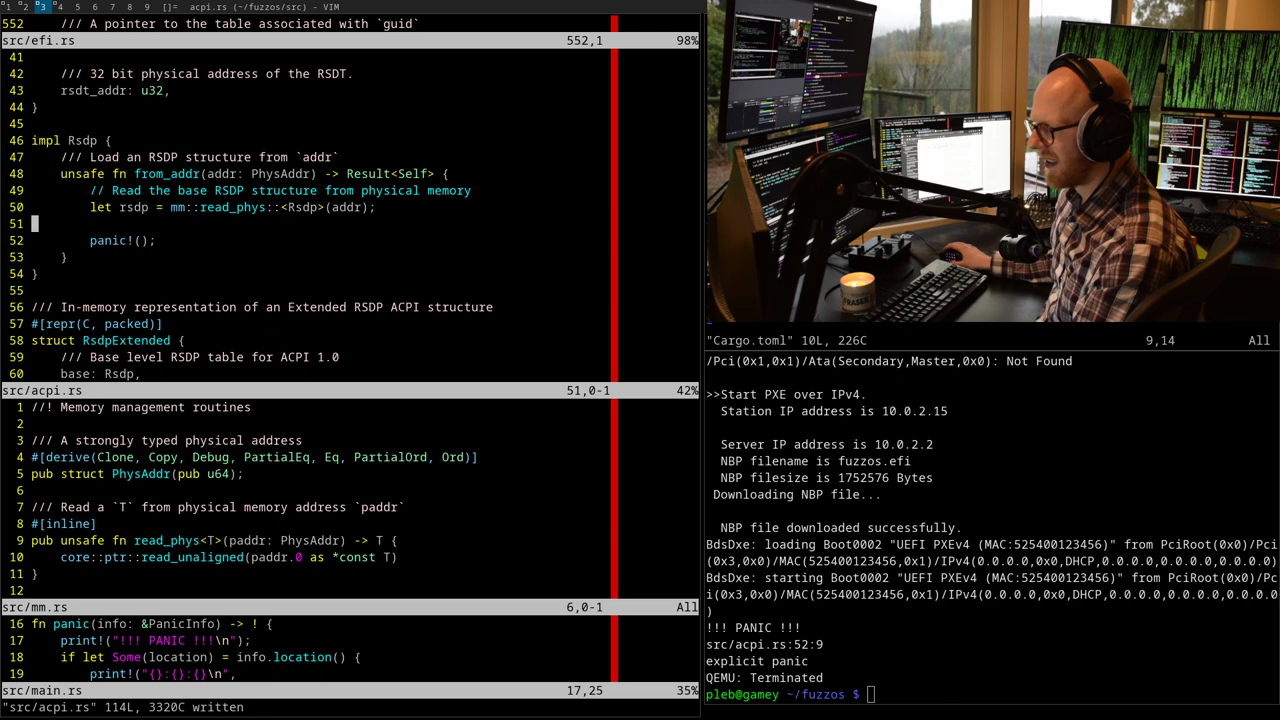 1 2 3 4 5 6 7 8 9 []= acpi.rs (~/fuzzos/src) - VIM
552 /// A pointer to the table associated with `guid`
src/efi.rs 552,1 98%
41
42 /// 32 bit physical address of the RSDT.
43 rsdt_addr: u32,
44 }
45
46 impl Rsdp {
47 /// Load an RSDP structure from `addr`
48 unsafe fn from_addr(addr: PhysAddr) -> Result<Self> {
49 // Read the base RSDP structure from physical memory
50 let rsdp = mm::read_phys::<Rsdp>(addr);
51
52 panic!();
53 }
54 }
55
56 /// In-memory representation of an Extended RSDP ACPI structure
57 #[repr(C, packed)]
58 struct RsdpExtended {
59 /// Base level RSDP table for ACPI 1.0
60 base: Rsdp,
src/acpi.rs 51,0-1 42%
1 //! Memory management routines
2
3 /// A strongly typed physical address
4 #[derive(Clone, Copy, Debug, PartialEq, Eq, PartialOrd, Ord)]
5 pub struct PhysAddr(pub u64);
6
7 /// Read a `T` from physical memory address `paddr`
8 #[inline]
9 pub unsafe fn read_phys<T>(paddr: PhysAddr) -> T {
10 core::ptr::read_unaligned(paddr.0 as *const T)
11 }
12
src/mm.rs 6,0-1 All
16 fn panic(info: &PanicInfo) -> ! {
17 print!("!!! PANIC !!!\n");
18 if let Some(location) = info.location() {
19 print!("{}:{}:{}\n",
src/main.rs 17,25 35%
"src/acpi.rs" 114L, 3320C written
~
"Cargo.toml" 10L, 226C 9,14 All
/Pci(0x1,0x1)/Ata(Secondary,Master,0x0): Not Found
>>Start PXE over IPv4.
Station IP address is 10.0.2.15
Server IP address is 10.0.2.2
NBP filename is fuzzos.efi
NBP filesize is 1752576 Bytes
Downloading NBP file...
NBP file downloaded successfully.
BdsDxe: loading Boot0002 "UEFI PXEv4 (MAC:525400123456)" from PciRoot(0x0)/Pci
(0x3,0x0)/MAC(525400123456,0x1)/IPv4(0.0.0.0,0x0,DHCP,0.0.0.0,0.0.0.0,0.0.0.0)
BdsDxe: starting Boot0002 "UEFI PXEv4 (MAC:525400123456)" from PciRoot(0x0)/Pc
i(0x3,0x0)/MAC(525400123456,0x1)/IPv4(0.0.0.0,0x0,DHCP,0.0.0.0,0.0.0.0,0.0.0.0
)
!!! PANIC !!!
src/acpi.rs:52:9
explicit panic
QEMU: Terminated
pleb@gamey ~/fuzzos $
FRASER